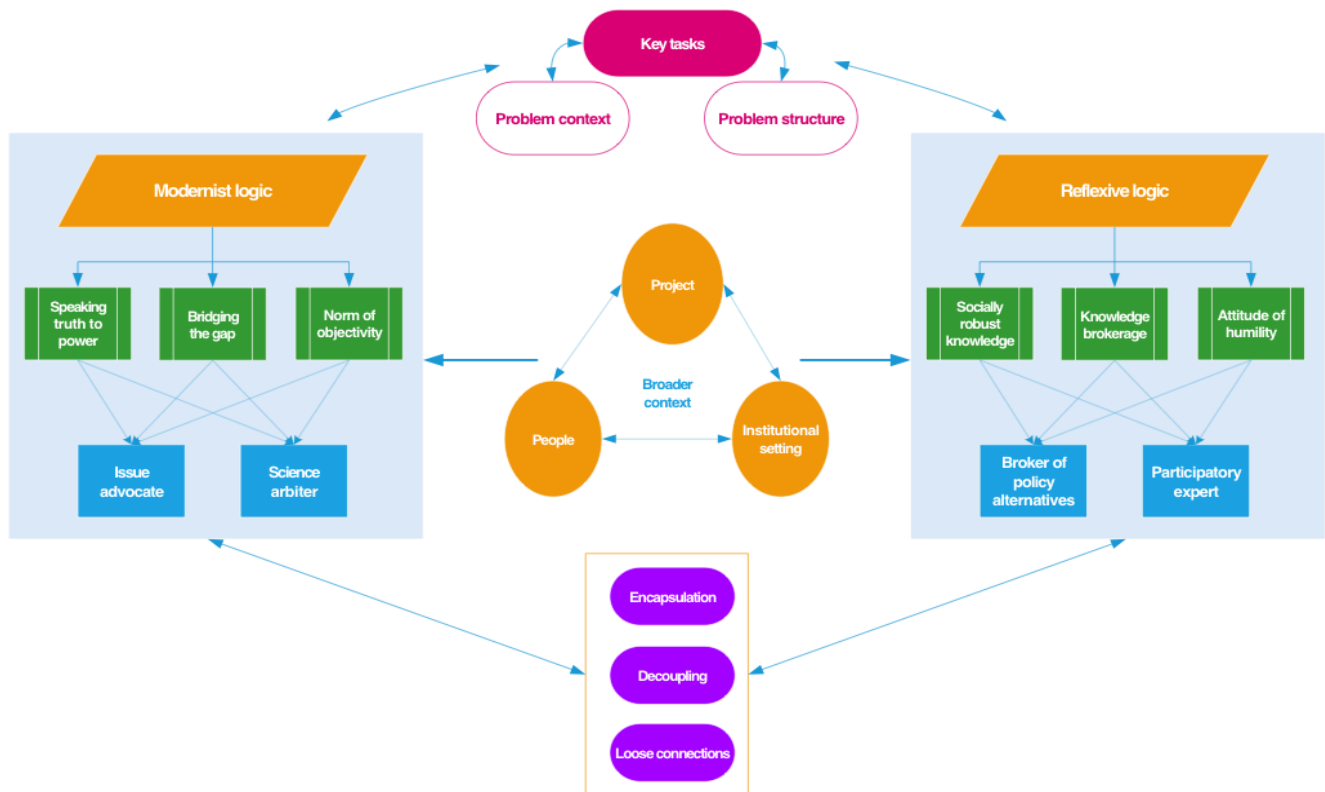 Key tasks
Problem context
Problem structure
Modernist logic
Speaking
truth to
power
Bridging
the gap
Norm of
objectivity
Issue
advocate
Science
arbiter
Project
Broader
context
People
Institutional
setting
Reflexive logic
Socially
robust
knowledge
Knowledge
brokerage
Attitude of
humility
Broker of
policy
alternatives
Participatory
expert
Encapsulation
Decoupling
Loose connections